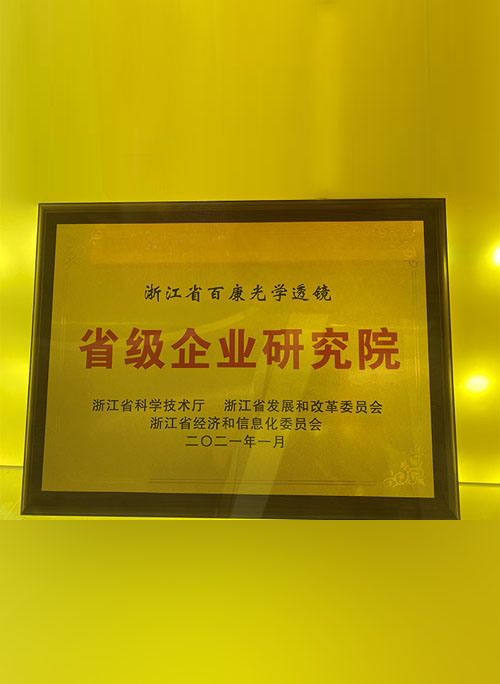 浙江省百康光学透镜
省级企业研究院
浙江省科学技术厅 浙江省发展和改革委员会
浙江省经济和信息化委员会
二〇二一年一月